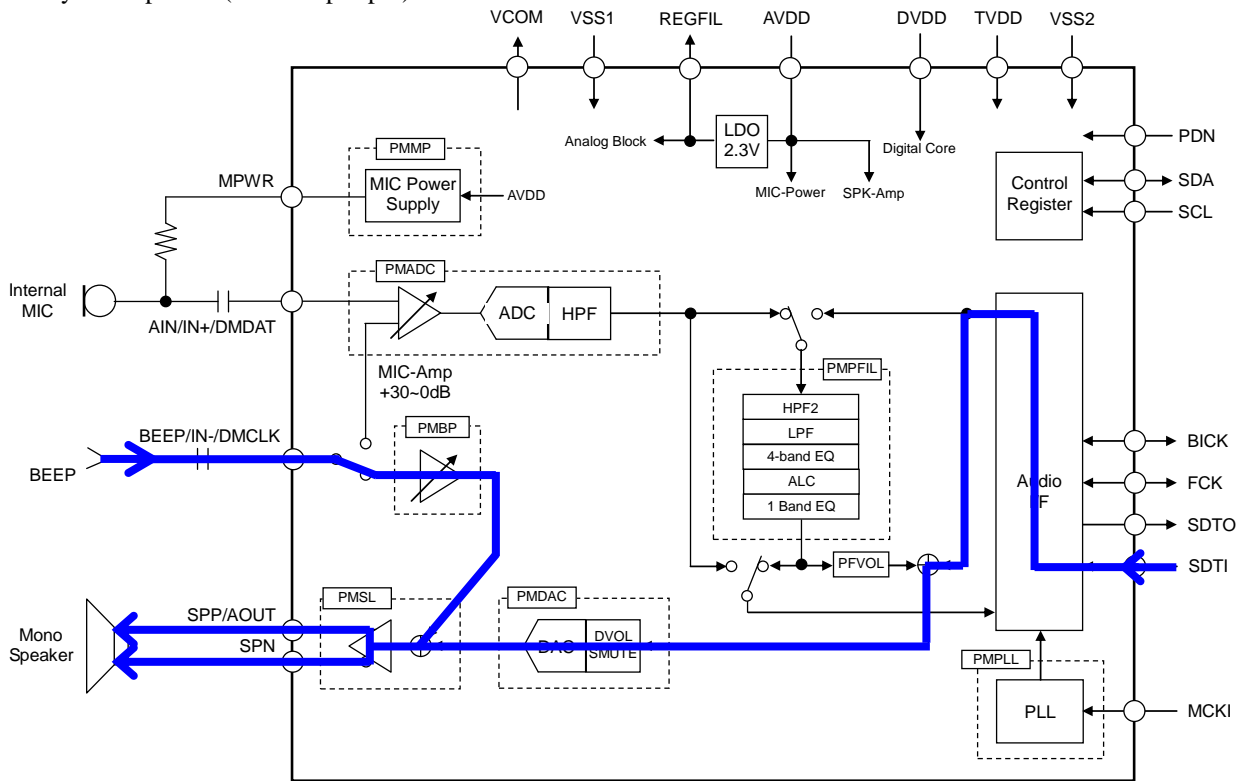 VCOM
VSS1
REGFIL
AVDD
DVDD
TVDD
VSS2
Analog Block
LDO
2.3V
Digital Core
MIC-Power
SPK-Amp
PDN
Control
Register
SDA
SCL
PMMP
MPWR
MIC Power
Supply
AVDD
PMADC
Internal
MIC
AIN/IN+/DMDAT
ADC
HPF
MIC-Amp
+30~0dB
PMPFIL
HPF2
LPF
4-band EQ
ALC
1 Band EQ
BEEP/IN-/DMCLK
BEEP
PMBP
Audio
BICK
FCK
SDTO
SDTI
PFVOL
PMSL
PMDAC
SPP/AOUT
SPN
Mono
Speaker
DAC
DVOL
SMUTE
PMPLL
PLL
MCKI